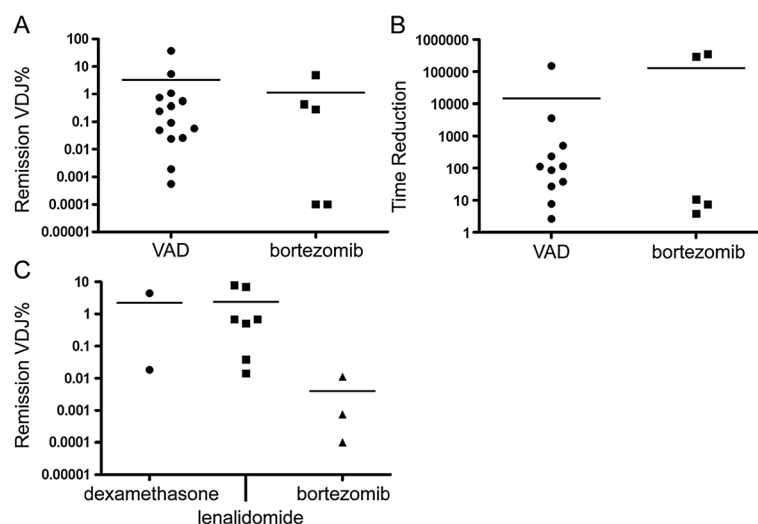 A
Remission VDJ%
100
10
1
0.1
0.01
0.001
0.0001
0.00001
VAD
bortezomib
B
Time Reduction
1000000
100000
10000
1000
100
10
1
VAD
bortezomib
C
Remission VDJ%
10
1
0.1
0.01
0.001
0.0001
0.00001
dexamethasone
lenalidomide
bortezomib